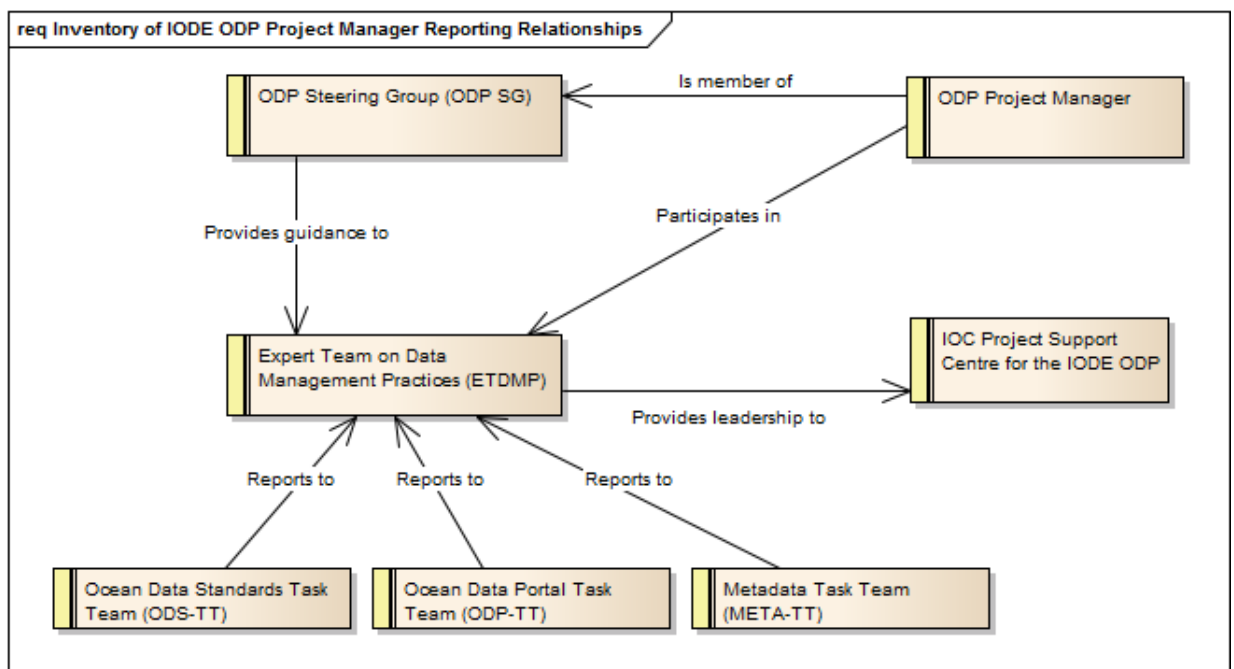 req Inventory of IODE ODP Project Manager Reporting Relationships
ODP Steering Group (ODP SG)
Is member of
ODP Project Manager
Provides guidance to
Participates in
Expert Team on Data
Management Practices (ETDMP)
IOC Project Support
Centre for the IODE ODP
Provides leadership to
Reports to
Reports to
Reports to
Ocean Data Standards Task
Team (ODS-TT)
Ocean Data Portal Task
Team (ODP-TT)
Metadata Task Team
(META-TT)